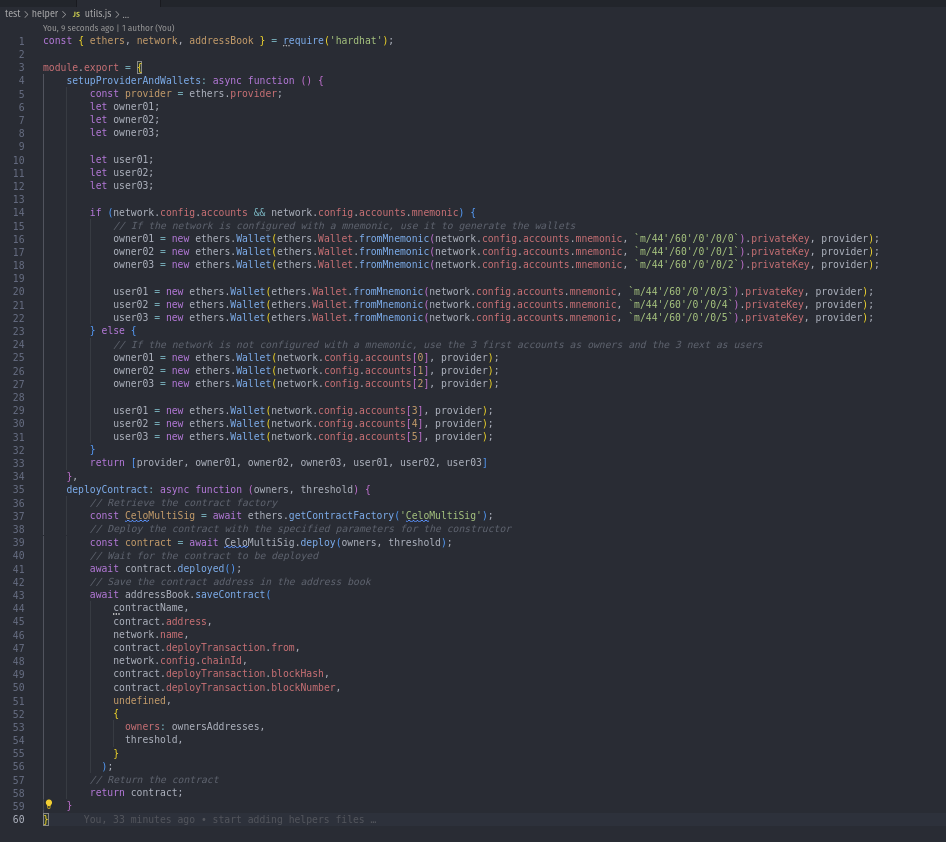 test > helper > JS utils.js > ...
You, 9 seconds ago | 1 author (You)
1 const { ethers, network, addressBook } = require('hardhat');
2
3 module.export = {
4     setupProviderAndWallets: async function () {
5         const provider = ethers.provider;
6         let owner01;
7         let owner02;
8         let owner03;
9
10         let user01;
11         let user02;
12         let user03;
13
14         if (network.config.accounts && network.config.accounts.mnemonic) {
15             // If the network is configured with a mnemonic, use it to generate the wallets
16             owner01 = new ethers.Wallet(ethers.Wallet.fromMnemonic(network.config.accounts.mnemonic, `m/44'/60'/0'/0/0`).privateKey, provider);
17             owner02 = new ethers.Wallet(ethers.Wallet.fromMnemonic(network.config.accounts.mnemonic, `m/44'/60'/0'/0/1`).privateKey, provider);
18             owner03 = new ethers.Wallet(ethers.Wallet.fromMnemonic(network.config.accounts.mnemonic, `m/44'/60'/0'/0/2`).privateKey, provider);
19
20             user01 = new ethers.Wallet(ethers.Wallet.fromMnemonic(network.config.accounts.mnemonic, `m/44'/60'/0'/0/3`).privateKey, provider);
21             user02 = new ethers.Wallet(ethers.Wallet.fromMnemonic(network.config.accounts.mnemonic, `m/44'/60'/0'/0/4`).privateKey, provider);
22             user03 = new ethers.Wallet(ethers.Wallet.fromMnemonic(network.config.accounts.mnemonic, `m/44'/60'/0'/0/5`).privateKey, provider);
23         } else {
24             // If the network is not configured with a mnemonic, use the 3 first accounts as owners and the 3 next as users
25             owner01 = new ethers.Wallet(network.config.accounts[0], provider);
26             owner02 = new ethers.Wallet(network.config.accounts[1], provider);
27             owner03 = new ethers.Wallet(network.config.accounts[2], provider);
28
29             user01 = new ethers.Wallet(network.config.accounts[3], provider);
30             user02 = new ethers.Wallet(network.config.accounts[4], provider);
31             user03 = new ethers.Wallet(network.config.accounts[5], provider);
32         }
33         return [provider, owner01, owner02, owner03, user01, user02, user03]
34     },
35     deployContract: async function (owners, threshold) {
36         // Retrieve the contract factory
37         const CeloMultiSig = await ethers.getContractFactory('CeloMultiSig');
38         // Deploy the contract with the specified parameters for the constructor
39         const contract = await CeloMultiSig.deploy(owners, threshold);
40         // Wait for the contract to be deployed
41         await contract.deployed();
42         // Save the contract address in the address book
43         await addressBook.saveContract(
44             contractName,
45             contract.address,
46             network.name,
47             contract.deployTransaction.from,
48             network.config.chainId,
49             contract.deployTransaction.blockHash,
50             contract.deployTransaction.blockNumber,
51             undefined,
52             {
53               owners: ownersAddresses,
54               threshold,
55             }
56           );
57         // Return the contract
58         return contract;
59     }
60 } You, 33 minutes ago • start adding helpers files …